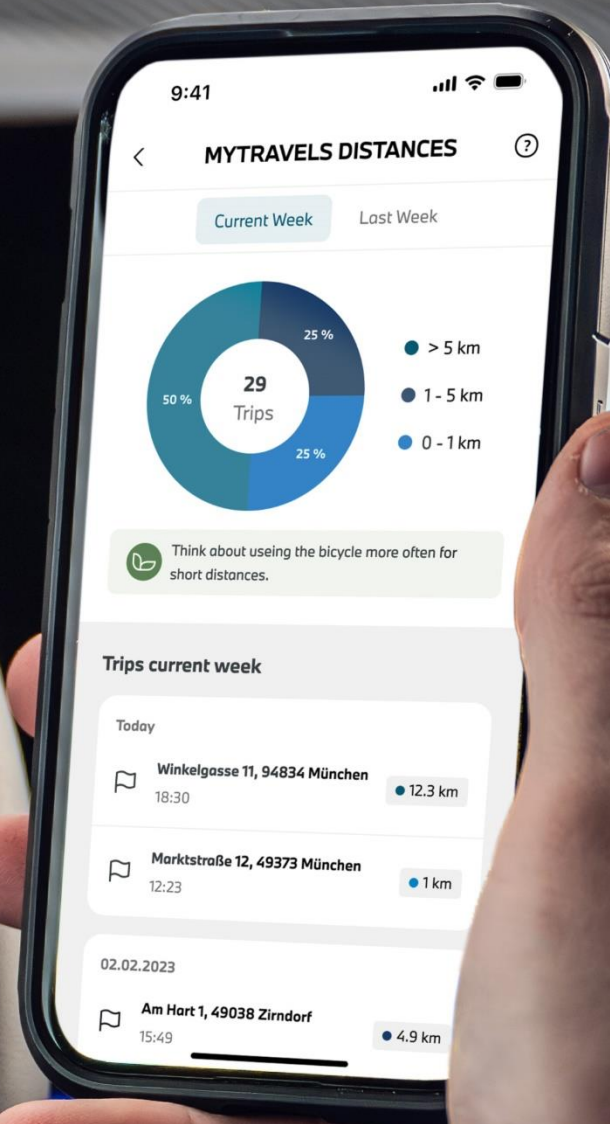 9:41
MYTRAVELS DISTANCES
?
Current Week
Last Week
25 %
50 %
25 %
29
Trips
> 5 km
1 - 5 km
0 - 1 km
Think about useing the bicycle more often for
short distances.
Trips current week
Today
Winkelgasse 11, 94834 München
18:30
12.3 km
Marktstraße 12, 49373 München
12:23
1 km
02.02.2023
Am Hart 1, 49038 Zirndorf
15:49
4.9 km